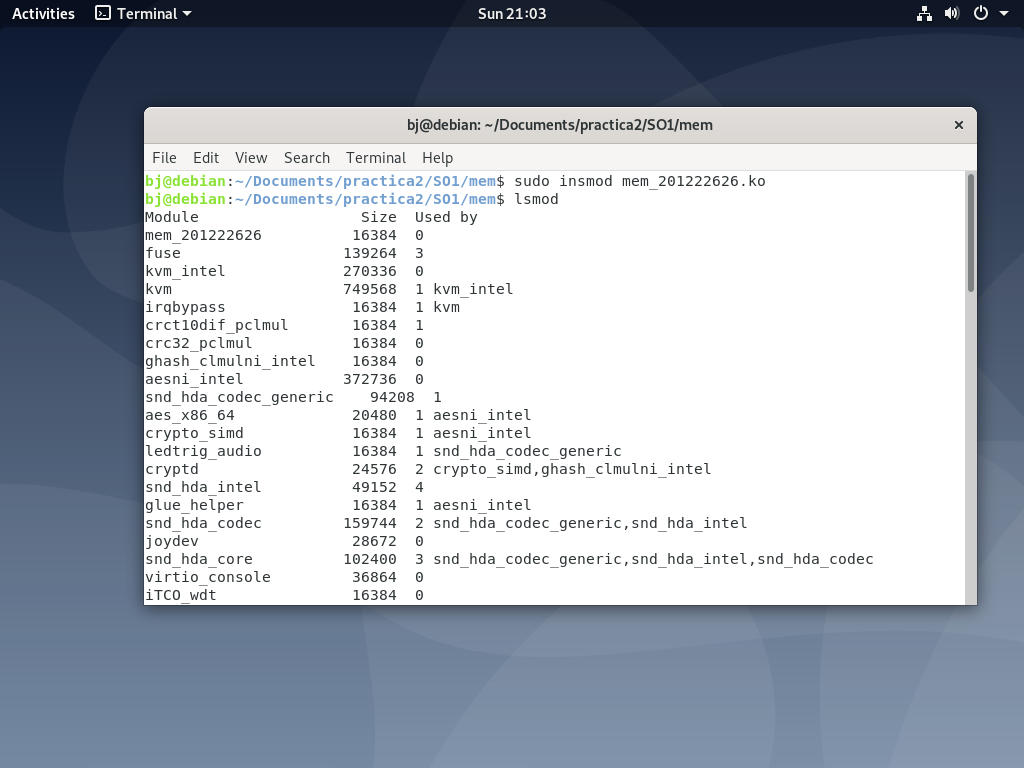 Activities Terminal Sun 21:03
bj@debian: ~/Documents/practica2/SO1/mem ×
File Edit View Search Terminal Help
bj@debian:~/Documents/practica2/SO1/mem$ sudo insmod mem_201222626.ko
bj@debian:~/Documents/practica2/SO1/mem$ lsmod
Module                  Size  Used by
mem_201222626          16384  0
fuse                  139264  3
kvm_intel             270336  0
kvm                   749568  1 kvm_intel
irqbypass              16384  1 kvm
crct10dif_pclmul       16384  1
crc32_pclmul           16384  0
ghash_clmulni_intel    16384  0
aesni_intel           372736  0
snd_hda_codec_generic    94208  1
aes_x86_64             20480  1 aesni_intel
crypto_simd            16384  1 aesni_intel
ledtrig_audio          16384  1 snd_hda_codec_generic
cryptd                 24576  2 crypto_simd,ghash_clmulni_intel
snd_hda_intel          49152  4
glue_helper            16384  1 aesni_intel
snd_hda_codec         159744  2 snd_hda_codec_generic,snd_hda_intel
joydev                 28672  0
snd_hda_core          102400  3 snd_hda_codec_generic,snd_hda_intel,snd_hda_codec
virtio_console         36864  0
iTCO_wdt               16384  0